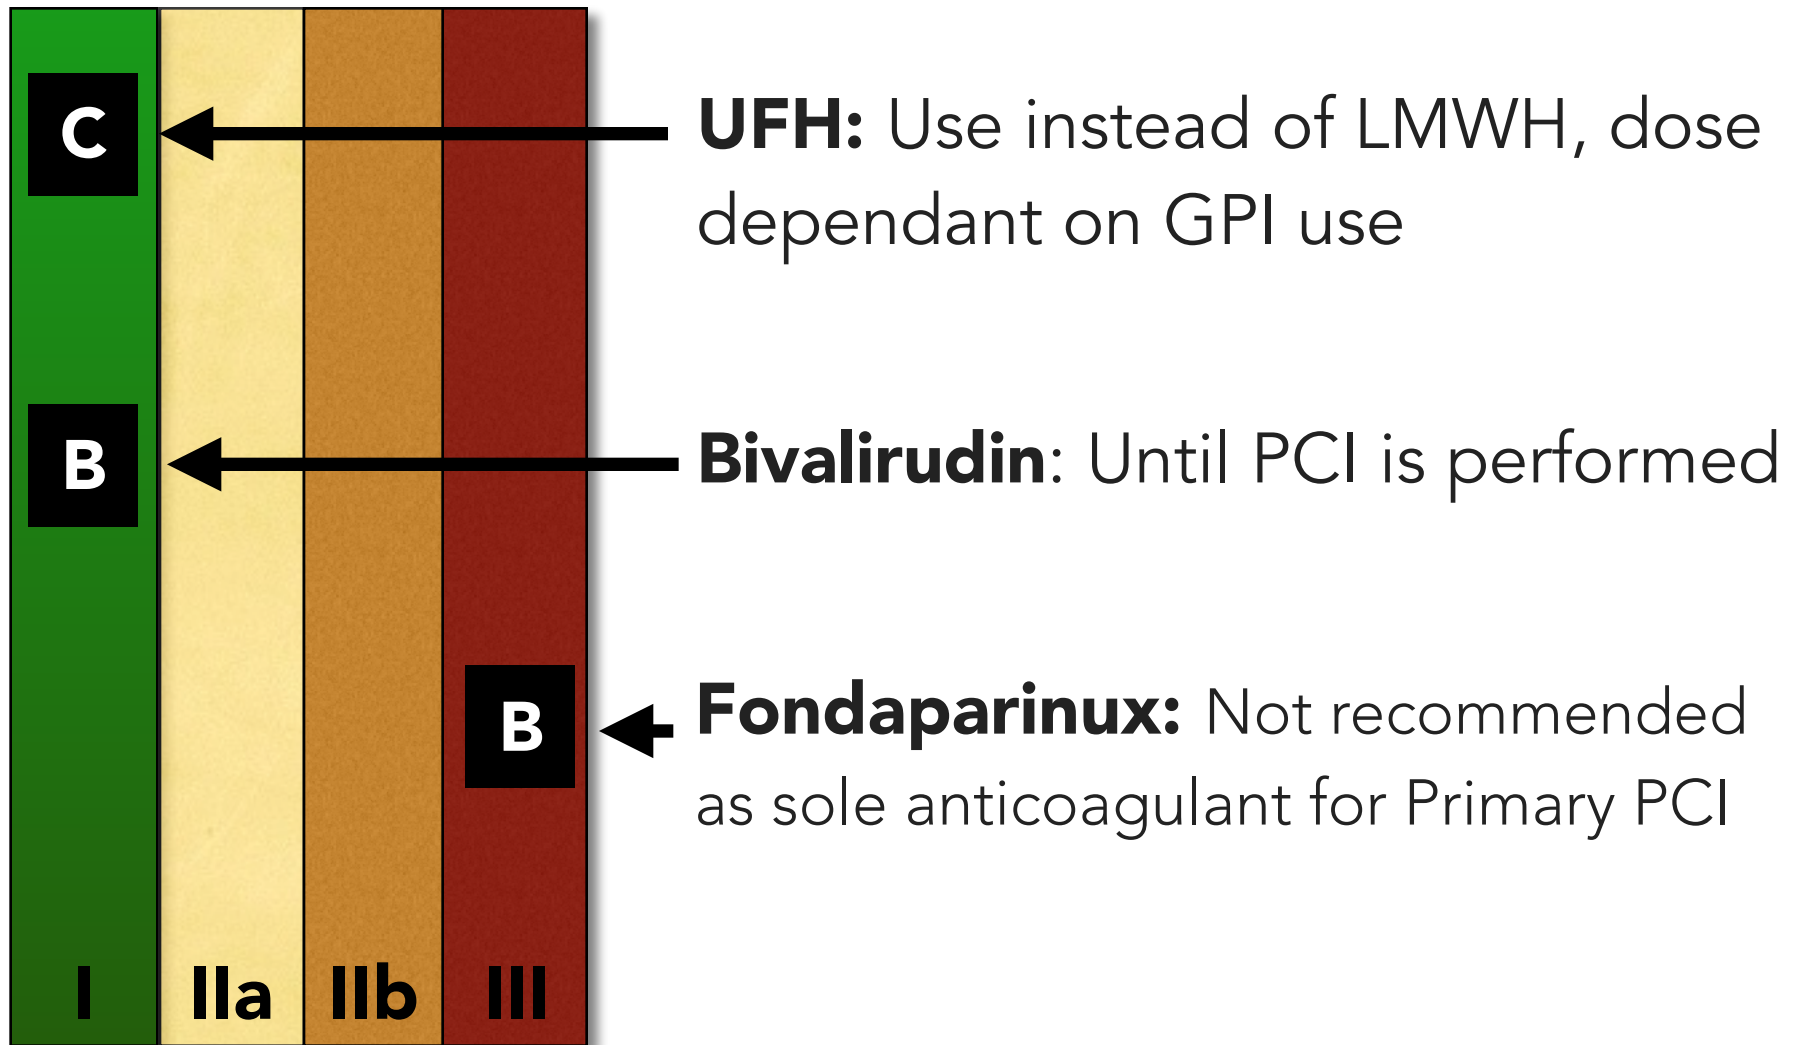 C
UFH: Use instead of LMWH, dose
dependant on GPI use
B
Bivalirudin: Until PCI is performed
B
Fondaparinux: Not recommended
as sole anticoagulant for Primary PCI
I IIa IIb III